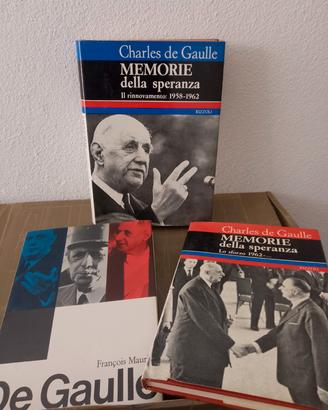 Charles de Gaulle
MEMORIE
della speranza
Il rinnovamento: 1958-1962
RIZZOLI
Charles de Gaulle
MEMORIE
della speranza
Lo sforzo 1962-...
RIZZOLI
François Maur
De Gaulle